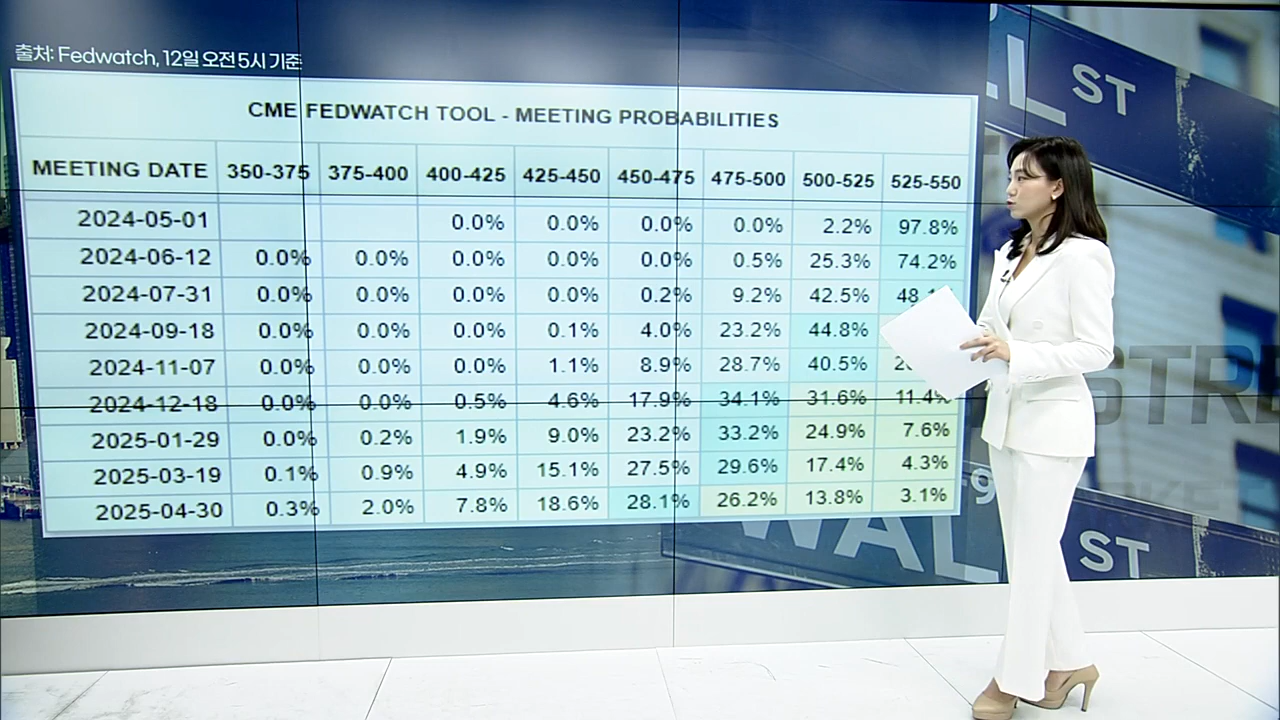 출처: Fedwatch, 12일 오전 5시 기준
CME FEDWATCH TOOL - MEETING PROBABILITIES
MEETING DATE 350-375 375-400 400-425 425-450 450-475 475-500 500-525 525-550
2024-05-01 0.0% 0.0% 0.0% 0.0% 2.2% 97.8%
2024-06-12 0.0% 0.0% 0.0% 0.0% 0.0% 0.5% 25.3% 74.2%
2024-07-31 0.0% 0.0% 0.0% 0.0% 0.2% 9.2% 42.5%
2024-09-18 0.0% 0.0% 0.0% 0.1% 4.0% 23.2% 44.8%
2024-11-07 0.0% 0.0% 0.0% 1.1% 8.9% 28.7% 40.5%
2024-12-18 0.0% 0.0% 0.5% 4.6% 17.9% 34.1% 31.6% 11.4%
2025-01-29 0.0% 0.2% 1.9% 9.0% 23.2% 33.2% 24.9% 7.6%
2025-03-19 0.1% 0.9% 4.9% 15.1% 27.5% 29.6% 17.4% 4.3%
2025-04-30 0.3% 2.0% 7.8% 18.6% 28.1% 26.2% 13.8% 3.1%
ST
WALL ST